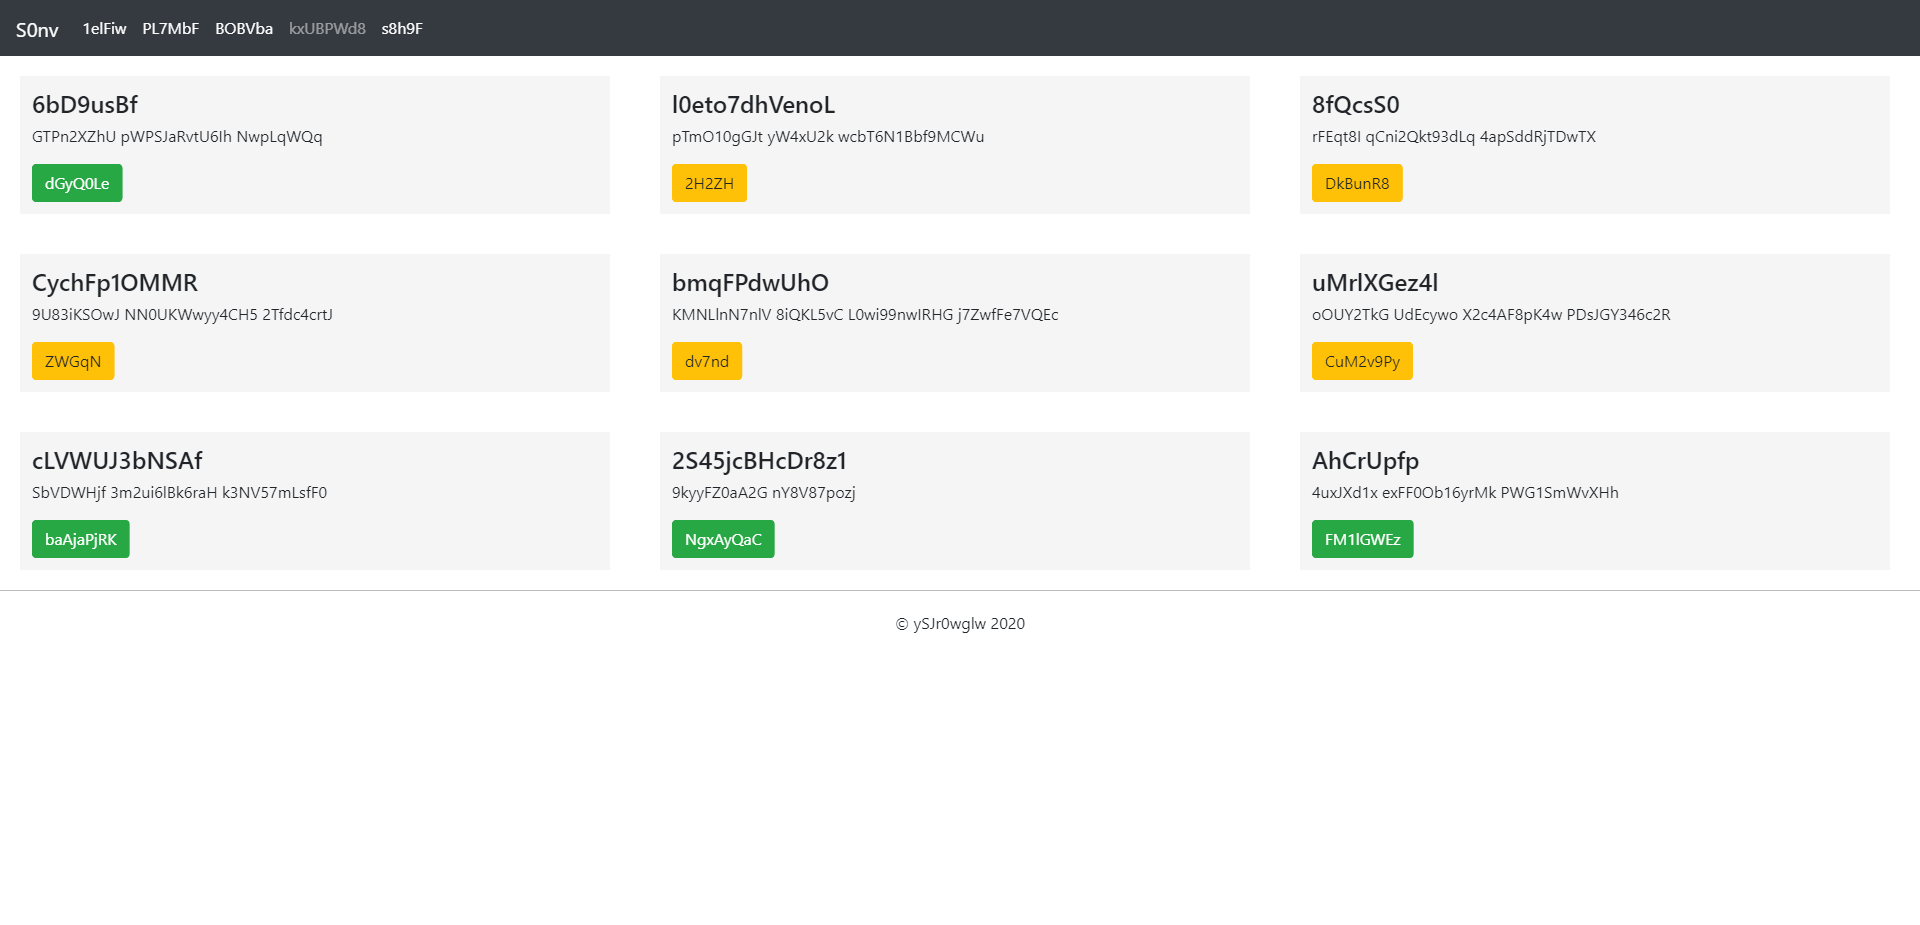 S0nv 1elFiw PL7MbF BOBVba kxUBPWd8 s8h9F
6bD9usBf
GTPn2XZhU pWPSJaRvtU6Ih NwpLqWQq
dGyQ0Le
l0eto7dhVenoL
pTmO10gGJt yW4xU2k wcbT6N1Bbf9MCWu
2H2ZH
8fQcsS0
rFEqt8I qCni2Qkt93dLq 4apSddRjTDwTX
DkBunR8
CychFp1OMMR
9U83iKSOwJ NN0UKWwyy4CH5 2Tfdc4crtJ
ZWGqN
bmqFPdwUhO
KMNLlnN7nlV 8iQKL5vC L0wi99nwIRHG j7ZwfFe7VQEc
dv7nd
uMrlXGez4l
oOUY2TkG UdEcywo X2c4AF8pK4w PDsJGY346c2R
CuM2v9Py
cLVWUJ3bNSAf
SbVDWHjf 3m2ui6lBk6raH k3NV57mLsfF0
baAjaPjRK
2S45jcBHcDr8z1
9kyyFZ0aA2G nY8V87pozj
NgxAyQaC
AhCrUpfp
4uxJXd1x exFF0Ob16yrMk PWG1SmWvXHh
FM1lGWEz
© ySJr0wglw 2020